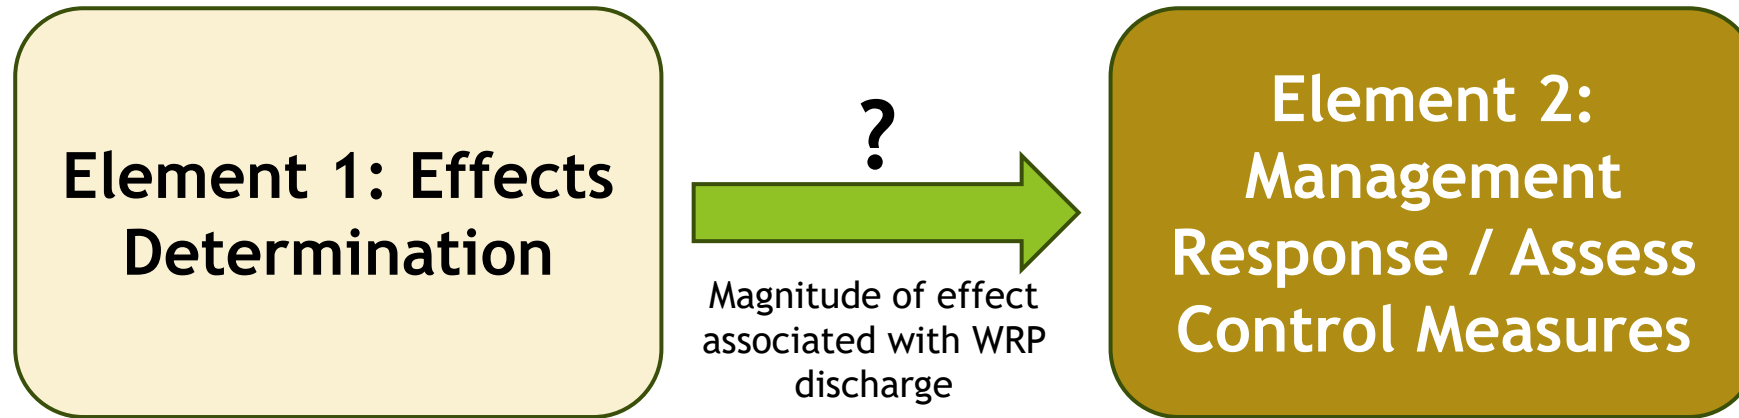 Element 1: Effects
Determination
?
Magnitude of effect
associated with WRP
discharge
Element 2:
Management
Response / Assess
Control Measures